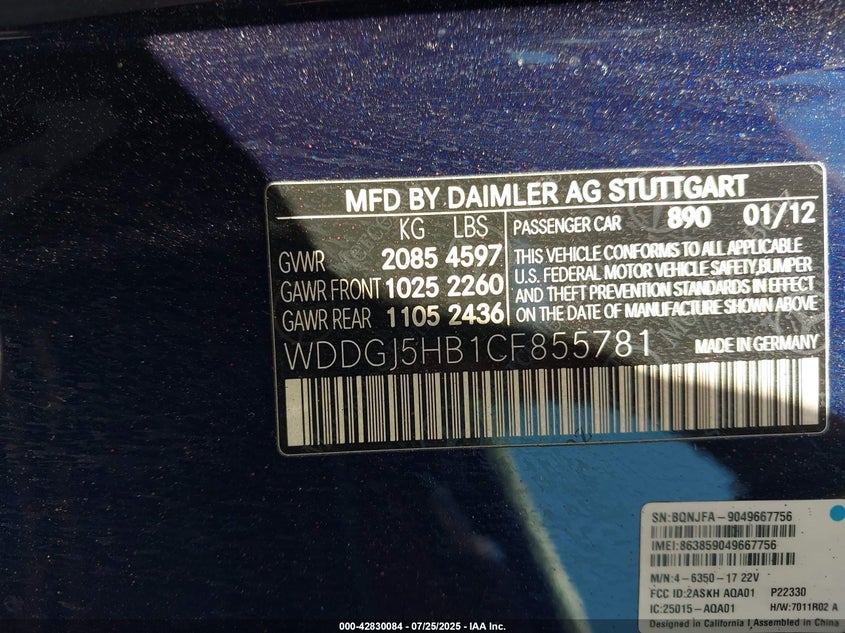 MFD BY DAIMLER AG STUTTGART
KG LBS
GVWR 2085 4597
GAWR FRONT 1025 2260
GAWR REAR 1105 2436
PASSENGER CAR 890 01/12
THIS VEHICLE CONFORMS TO ALL APPLICABLE
U.S. FEDERAL MOTOR VEHICLE SAFETY, BUMPER
AND THEFT PREVENTION STANDARDS IN EFFECT
ON THE DATE OF MANUFACTURE SHOWN ABOVE
WDDGJ5HB1CF855781 MADE IN GERMANY
SN:BQNJFA-9049667756
IMEI:863859049667756
M/N:4-6350-17 22V
FCC ID:2ASKH AQA01 P22330
IC:25015-AQA01 H/W:7011R02 A
Designed in California | Assembled in China
000-42830084 - 07/25/2025 - IAA Inc.